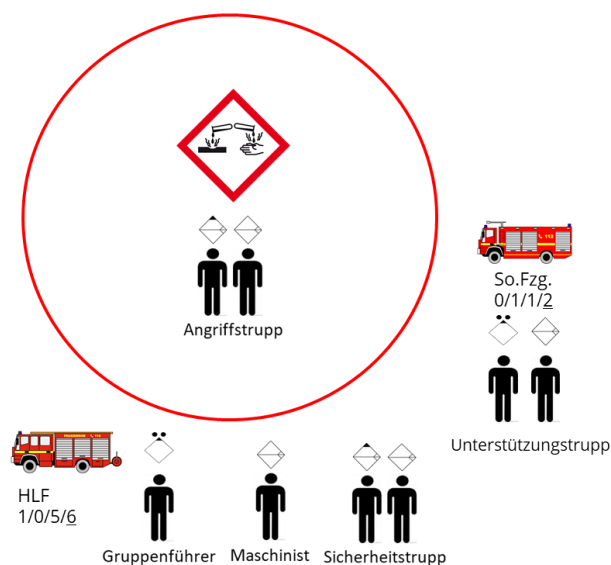 Angriffstrupp
So.Fzg.
0/1/1/2
Unterstützungstrupp
HLF
1/0/5/6
Gruppenführer
Maschinist
Sicherheitstrupp